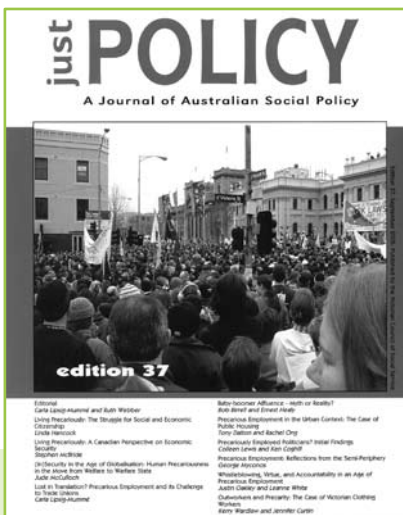 just POLICY
A Journal of Australian Social Policy
LAWS
edition 37
Editorial
Carla Lipsig-Mummé and Ruth Webber
Living Precariously: The Struggle for Social and Economic
Citizenship
Linda Hancock
Living Precariously: A Canadian Perspective on Economic
Security
Stephen McBride
(In)Security in the Age of Globalisation: Human Precariousness
in the Move from Welfare to Warfare State
Jude McCulloch
Lost in Translation? Precarious Employment and its Challenge
to Trade Unions
Carla Lipsig-Mummé
Baby-boomer Affluence - Myth or Reality?
Bob Birrell and Ernest Healy
Precarious Employment in the Urban Context: The Case of
Public Housing
Tony Dalton and Rachel Ong
Precariously Employed Politicians? Initial Findings
Colleen Lewis and Ken Coghill
Precarious Employment: Reflections from the Semi-Periphery
George Myconos
Whistleblowing, Virtue, and Accountability in an Age of
Precarious Employment
Justin Oakley and Leanne White
Outworkers and Precarity: The Case of Victorian Clothing
Workers
Kerry Wardlaw and Jennifer Curtin